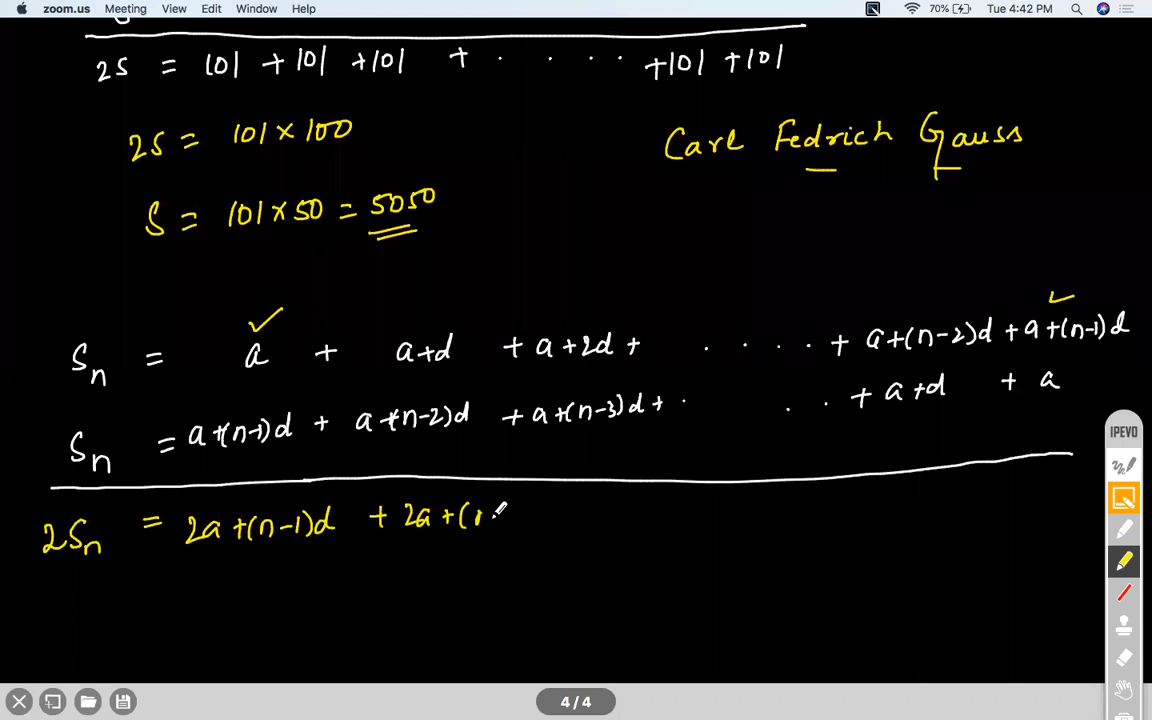 zoom.us Meeting View Edit Window Help 70% Tue 4:42 PM
2S = 101 + 101 + 101 + . . . . . + 101 + 101
2S = 101 × 100
Carl Fedrich Gauss
S = 101 × 50 = 5050
Sn = a + a+d + a+2d + . . . . + a+(n-2)d + a+(n-1)d
Sn = a+(n-1)d + a+(n-2)d + a+(n-3)d + . . . + a+d + a
2Sn = 2a+(n-1)d + 2a+(
IPEVO
4/4